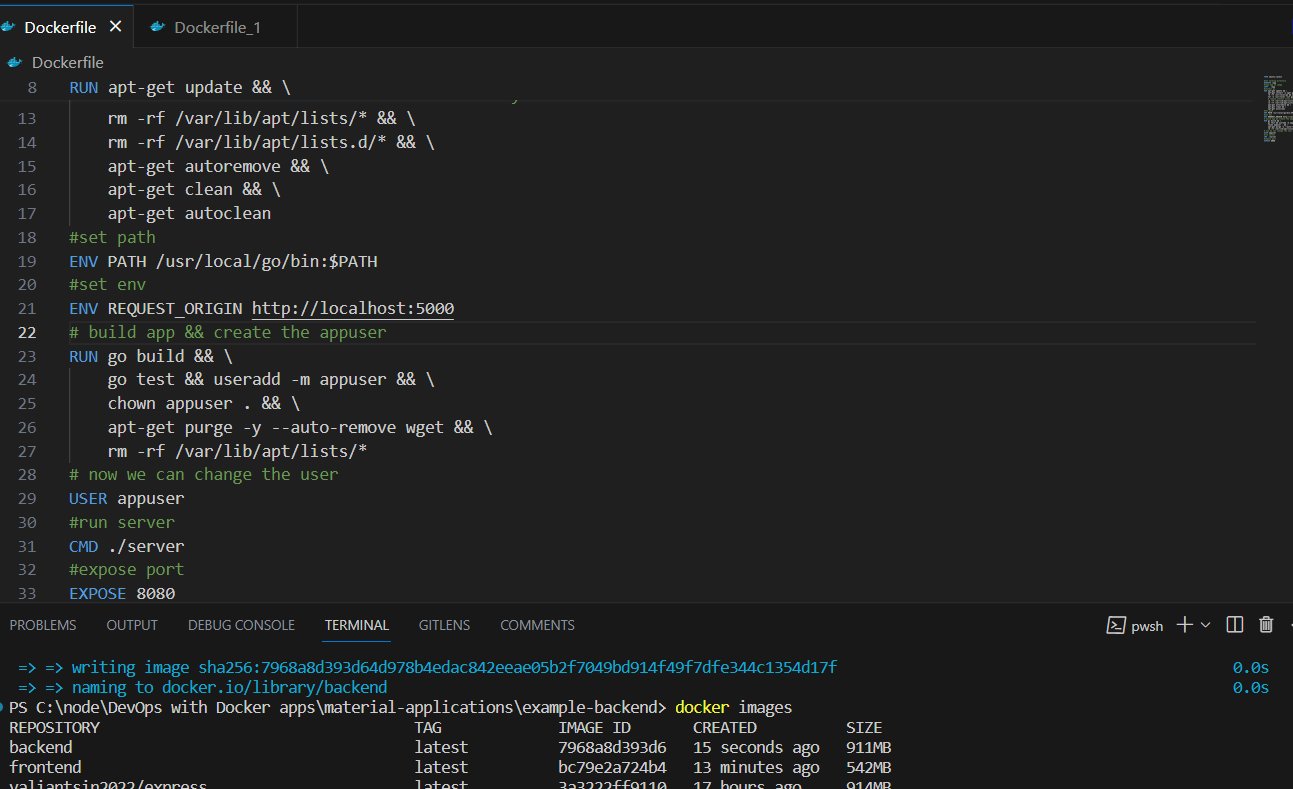 Dockerfile Dockerfile_1
Dockerfile
8 RUN apt-get update && \
13 rm -rf /var/lib/apt/lists/* && \
14 rm -rf /var/lib/apt/lists.d/* && \
15 apt-get autoremove && \
16 apt-get clean && \
17 apt-get autoclean
18 #set path
19 ENV PATH /usr/local/go/bin:$PATH
20 #set env
21 ENV REQUEST_ORIGIN http://localhost:5000
22 # build app && create the appuser
23 RUN go build && \
24 go test && useradd -m appuser && \
25 chown appuser . && \
26 apt-get purge -y --auto-remove wget && \
27 rm -rf /var/lib/apt/lists/*
28 # now we can change the user
29 USER appuser
30 #run server
31 CMD ./server
32 #expose port
33 EXPOSE 8080
PROBLEMS OUTPUT DEBUG CONSOLE TERMINAL GITLENS COMMENTS pwsh
=> => writing image sha256:7968a8d393d64d978b4edac842eeae05b2f7049bd914f49f7dfe344c1354d17f 0.0s
=> => naming to docker.io/library/backend 0.0s
PS C:\node\DevOps with Docker apps\material-applications\example-backend> docker images
REPOSITORY TAG IMAGE ID CREATED SIZE
backend latest 7968a8d393d6 15 seconds ago 911MB
frontend latest bc79e2a724b4 13 minutes ago 542MB
valiantsin2022/express latest 3a3222ff9110 17 hours ago 914MB